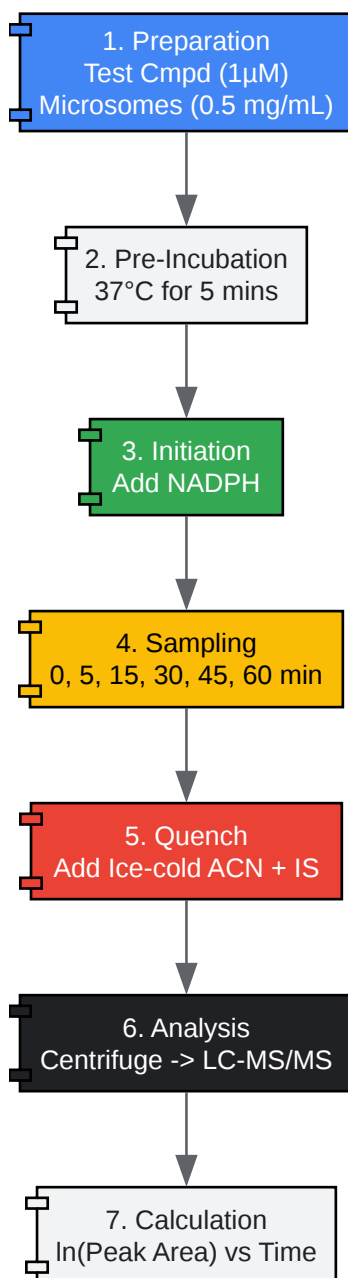 1. Preparation
Test Cmpd (1µM)
Microsomes (0.5 mg/mL)
2. Pre-Incubation
37°C for 5 mins
3. Initiation
Add NADPH
4. Sampling
0, 5, 15, 30, 45, 60 min
5. Quench
Add Ice-cold ACN + IS
6. Analysis
Centrifuge -> LC-MS/MS
7. Calculation
ln(Peak Area) vs Time